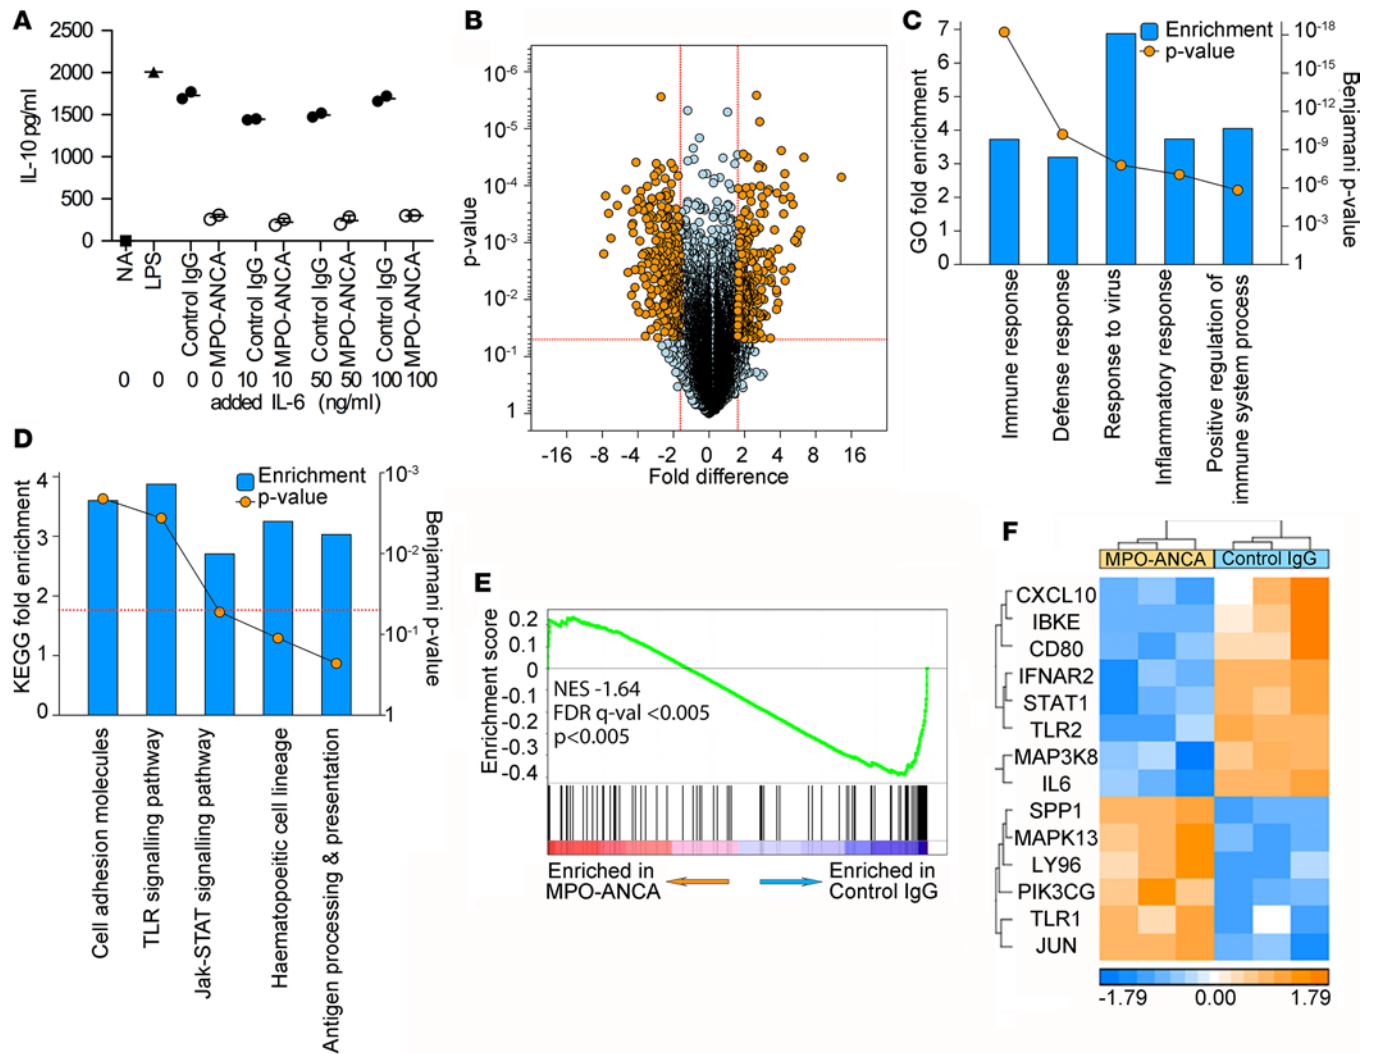 A
2500
2000
1500
1000
500
0
IL-10 pg/ml
NA
LPS
Control IgG
MPO-ANCA
Control IgG
MPO-ANCA
Control IgG
MPO-ANCA
Control IgG
MPO-ANCA
0 0 0 0 10 10 50 50 100 100
added IL-6 (ng/ml)
B
p-value
10-6
10-5
10-4
10-3
10-2
10-1
1
-16 -8 -4 -2 0 2 4 8 16
Fold difference
C
Enrichment
p-value
GO fold enrichment
7
6
5
4
3
2
1
0
10-18
10-15
10-12
10-9
10-6
10-3
1
Benjamani p-value
Immune response
Defense response
Response to virus
Inflammatory response
Positive regulation of
immune system process
D
Enrichment
p-value
KEGG fold enrichment
4
3
2
1
0
10-3
10-2
10-1
1
Benjamani p-value
Cell adhesion molecules
TLR signalling pathway
Jak-STAT signalling pathway
Haematopoeitic cell lineage
Antigen processing & presentation
E
Enrichment score
0.2
0.1
0
-0.1
-0.2
-0.3
-0.4
NES -1.64
FDR q-val <0.005
p<0.005
Enriched in
MPO-ANCA
Enriched in
Control IgG
F
MPO-ANCA Control IgG
CXCL10
IBKE
CD80
IFNAR2
STAT1
TLR2
MAP3K8
IL6
SPP1
MAPK13
LY96
PIK3CG
TLR1
JUN
-1.79 0.00 1.79